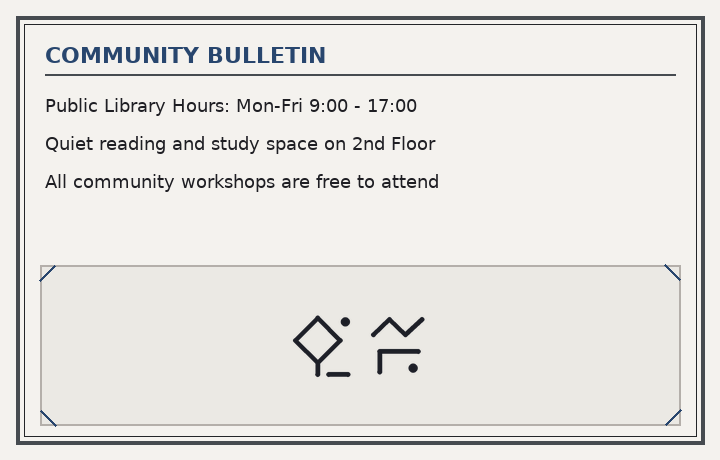 COMMUNITY BULLETIN
Public Library Hours: Mon-Fri 9:00 - 17:00
Quiet reading and study space on 2nd Floor
All community workshops are free to attend